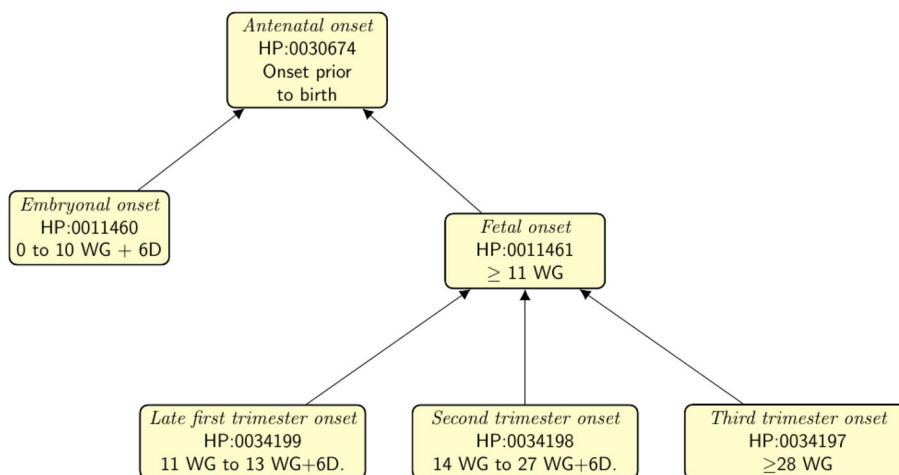 Antenatal onset
HP:0030674
Onset prior
to birth
Embryonal onset
HP:0011460
0 to 10 WG + 6D
Fetal onset
HP:0011461
≥ 11 WG
Late first trimester onset
HP:0034199
11 WG to 13 WG+6D.
Second trimester onset
HP:0034198
14 WG to 27 WG+6D.
Third trimester onset
HP:0034197
≥28 WG